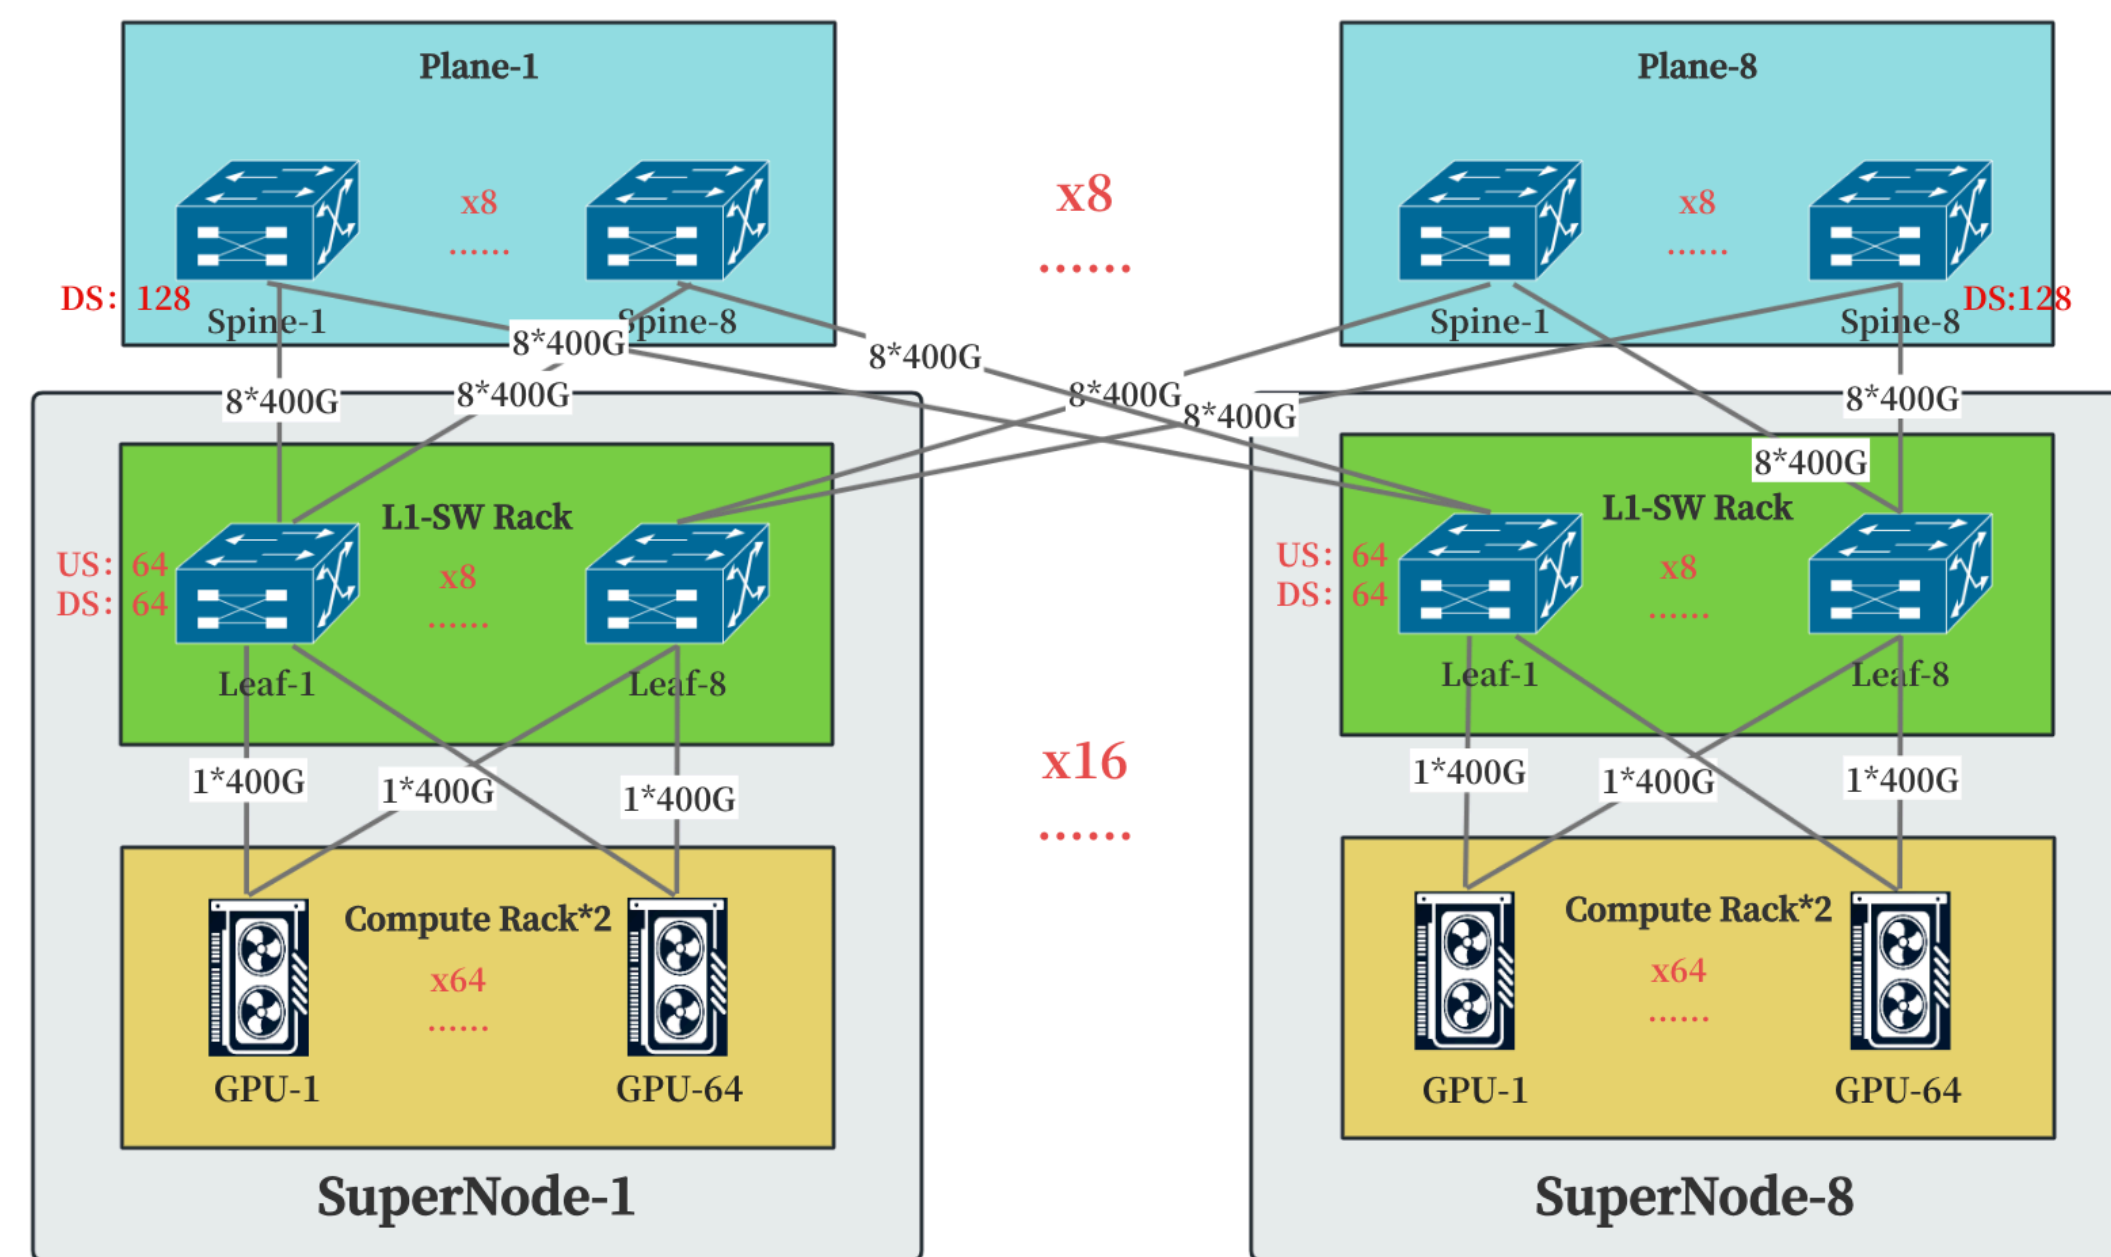 Plane-1
Plane-8
x8
x8
x8
......
......
......
DS: 128
Spine-1
Spine-8
Spine-1
Spine-8
DS:128
8*400G
8*400G
8*400G
8*400G
8*400G
8*400G
8*400G
8*400G
L1-SW Rack
L1-SW Rack
US: 64
DS: 64
x8
......
US: 64
DS: 64
x8
......
Leaf-1
Leaf-8
Leaf-1
Leaf-8
x16
......
1*400G
1*400G
1*400G
1*400G
1*400G
1*400G
Compute Rack*2
Compute Rack*2
x64
......
x64
......
GPU-1
GPU-64
GPU-1
GPU-64
SuperNode-1
SuperNode-8